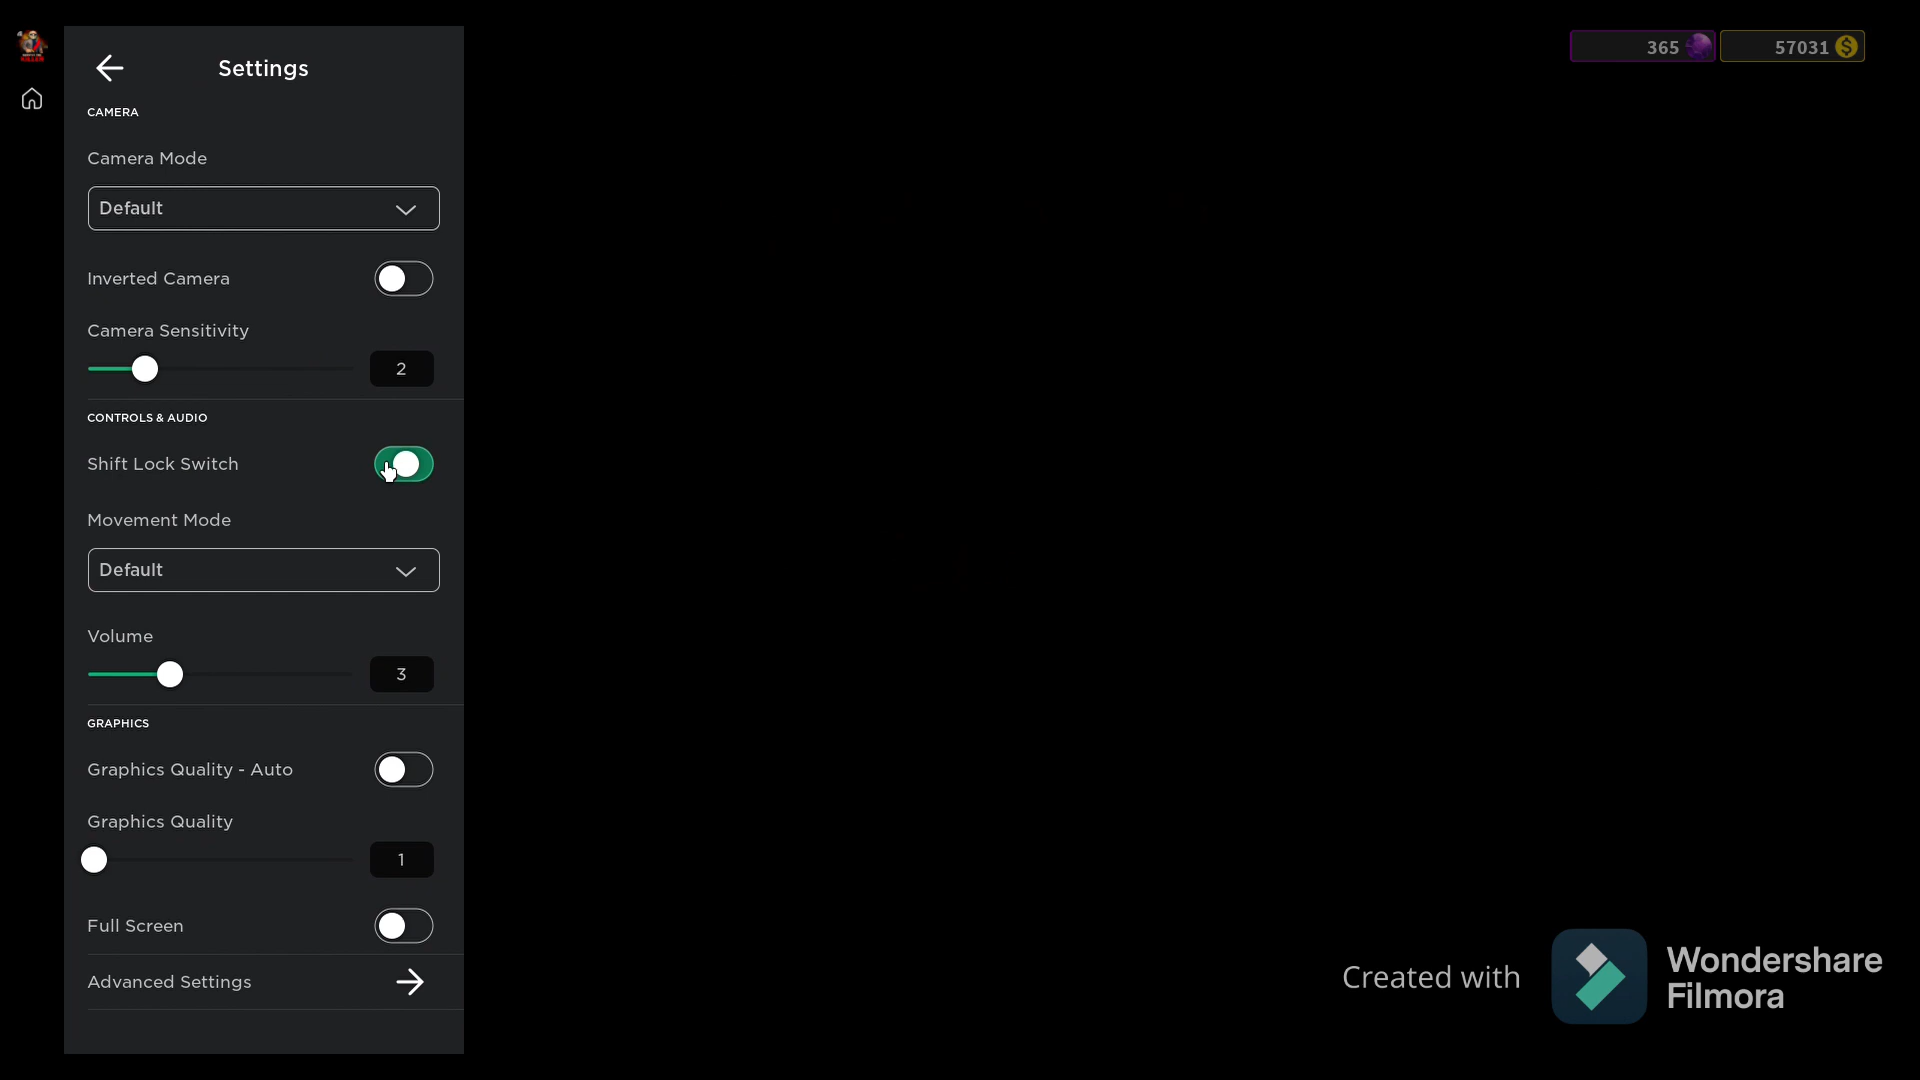 Settings
365
57031
CAMERA
Camera Mode
Default
Inverted Camera
Camera Sensitivity
2
CONTROLS & AUDIO
Shift Lock Switch
Movement Mode
Default
Volume
3
GRAPHICS
Graphics Quality - Auto
Graphics Quality
1
Full Screen
Advanced Settings
Created with
Wondershare
Filmora